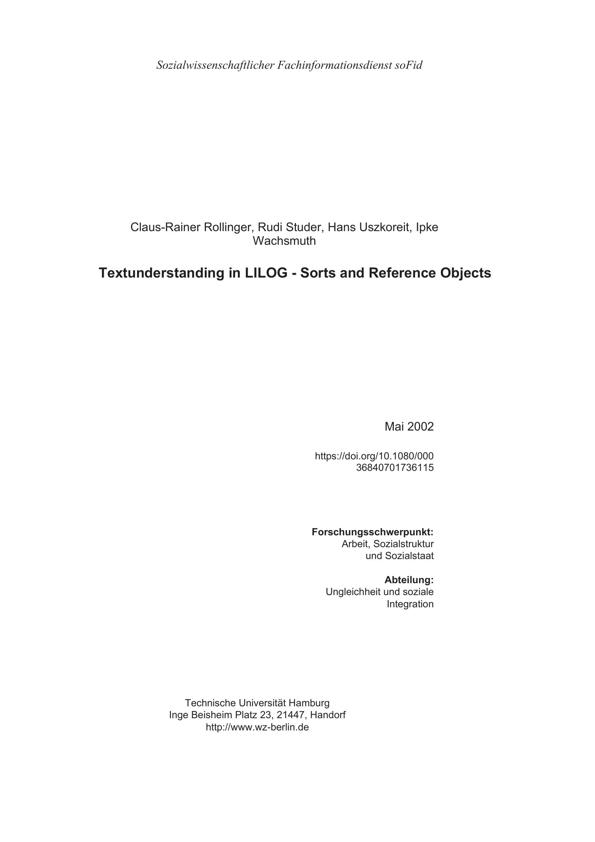 Sozialwissenschaftlicher Fachinformationsdienst soFid
Claus-Rainer Rollinger, Rudi Studer, Hans Uszkoreit, Ipke
Wachsmuth
Textunderstanding in LILOG - Sorts and Reference Objects
Mai 2002
https://doi.org/10.1080/000
36840701736115
Forschungsschwerpunkt:
Arbeit, Sozialstruktur
und Sozialstaat
Abteilung:
Ungleichheit und soziale
Integration
Technische Universität Hamburg
Inge Beisheim Platz 23, 21447, Handorf
http://www.wz-berlin.de